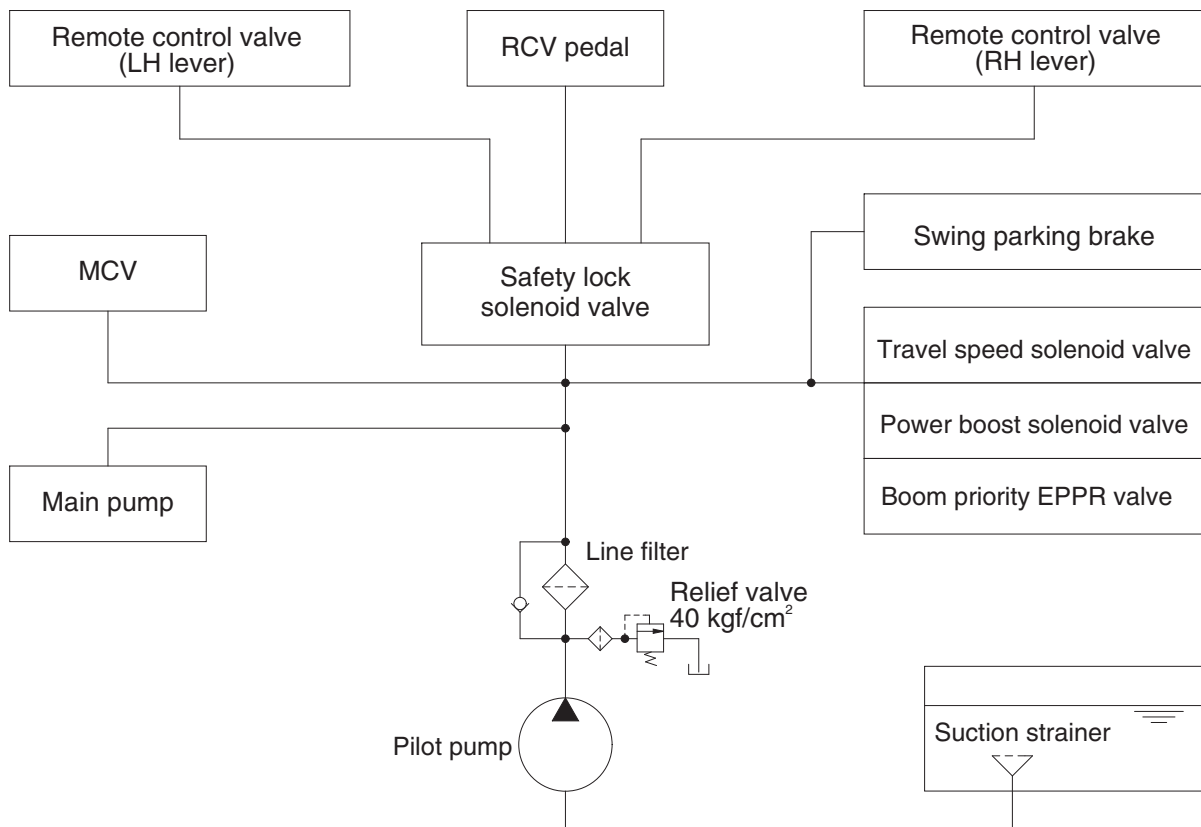 Remote control valve
(LH lever)
RCV pedal
Remote control valve
(RH lever)
MCV
Safety lock
solenoid valve
Swing parking brake
Travel speed solenoid valve
Power boost solenoid valve
Boom priority EPPR valve
Main pump
Line filter
Relief valve
40 kgf/cm²
Pilot pump
Suction strainer